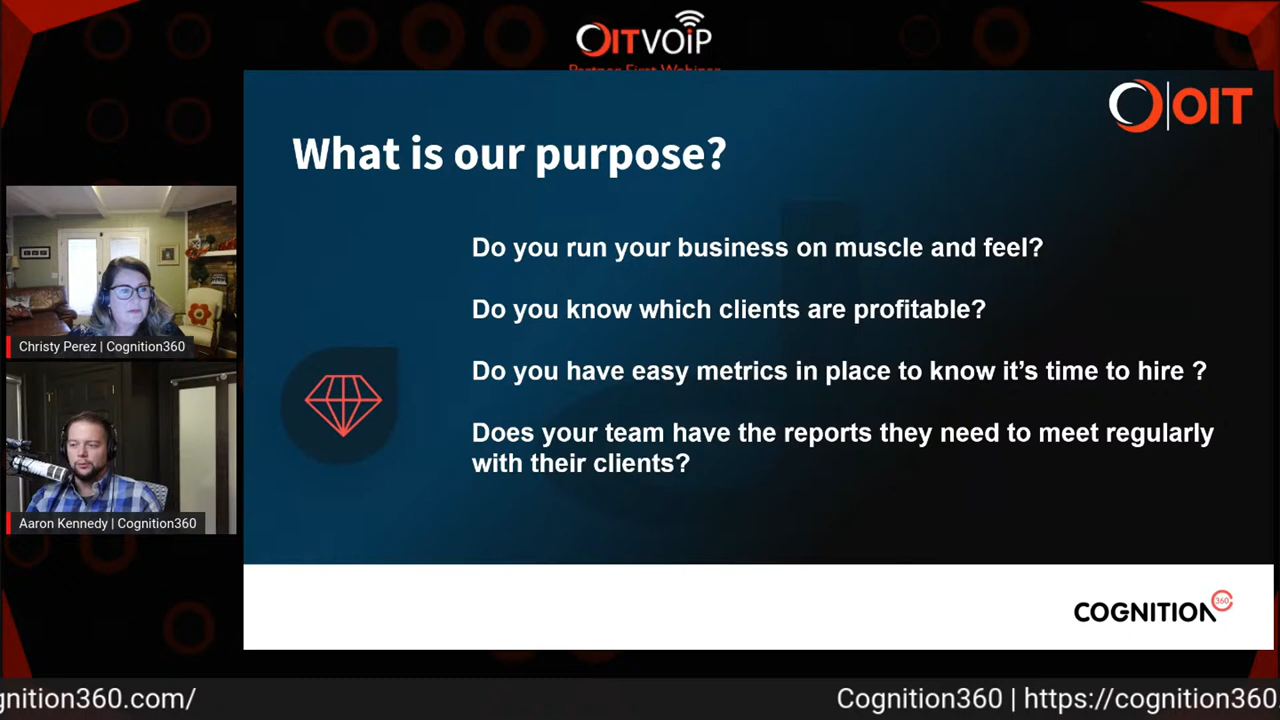 OITVOIP
Partner First Webinar
OIT
What is our purpose?
Do you run your business on muscle and feel?
Do you know which clients are profitable?
Do you have easy metrics in place to know it’s time to hire ?
Does your team have the reports they need to meet regularly
with their clients?
Christy Perez | Cognition360
Aaron Kennedy | Cognition360
COGNITION 360
gnition360.com/
Cognition360 | https://cognition360